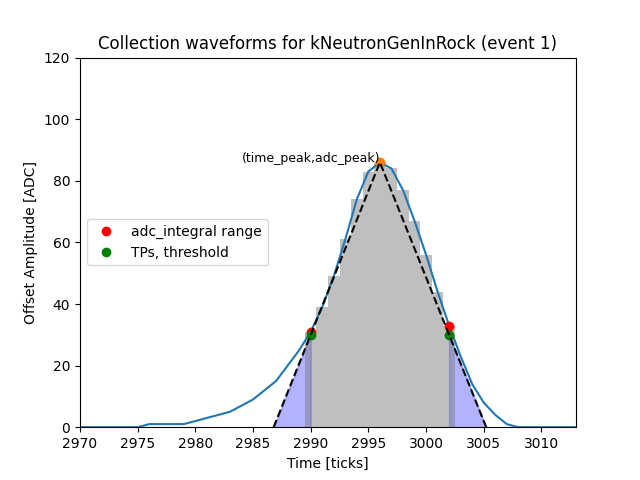 Collection waveforms for kNeutronGenInRock (event 1)
120
100
80
60
40
20
0
Offset Amplitude [ADC]
(time_peak,adc_peak)
adc_integral range
TPs, threshold
2970 2975 2980 2985 2990 2995 3000 3005 3010
Time [ticks]